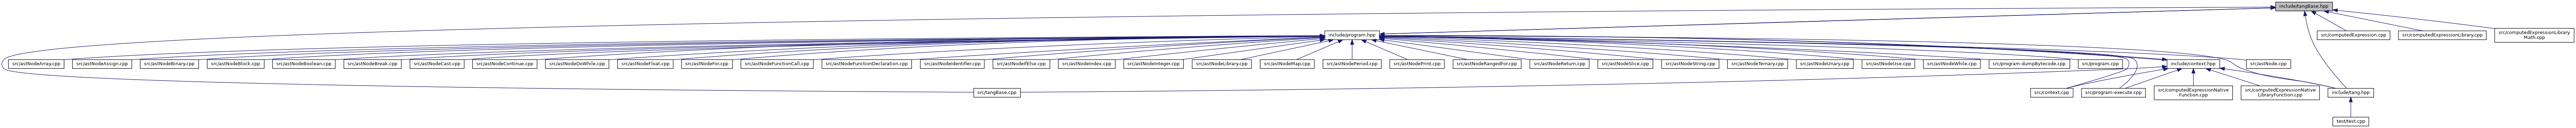 include/tangBase.hpp
include/program.hpp
src/computedExpression.cpp
src/computedExpressionLibrary.cpp
src/computedExpressionLibrary
Math.cpp
src/astNodeArray.cpp
src/astNodeAssign.cpp
src/astNodeBinary.cpp
src/astNodeBlock.cpp
src/astNodeBoolean.cpp
src/astNodeBreak.cpp
src/astNodeCast.cpp
src/astNodeContinue.cpp
src/astNodeDoWhile.cpp
src/astNodeFloat.cpp
src/astNodeFor.cpp
src/astNodeFunctionCall.cpp
src/astNodeFunctionDeclaration.cpp
src/astNodeIdentifier.cpp
src/astNodeIfElse.cpp
src/astNodeIndex.cpp
src/astNodeInteger.cpp
src/astNodeLibrary.cpp
src/astNodeMap.cpp
src/astNodePeriod.cpp
src/astNodePrint.cpp
src/astNodeRangedFor.cpp
src/astNodeReturn.cpp
src/astNodeSlice.cpp
src/astNodeString.cpp
src/astNodeTernary.cpp
src/astNodeUnary.cpp
src/astNodeUse.cpp
src/astNodeWhile.cpp
src/program-dumpBytecode.cpp
src/program.cpp
include/context.hpp
src/astNode.cpp
src/tangBase.cpp
src/context.cpp
src/program-execute.cpp
src/computedExpressionNative
Function.cpp
src/computedExpressionNative
LibraryFunction.cpp
include/tang.hpp
test/test.cpp